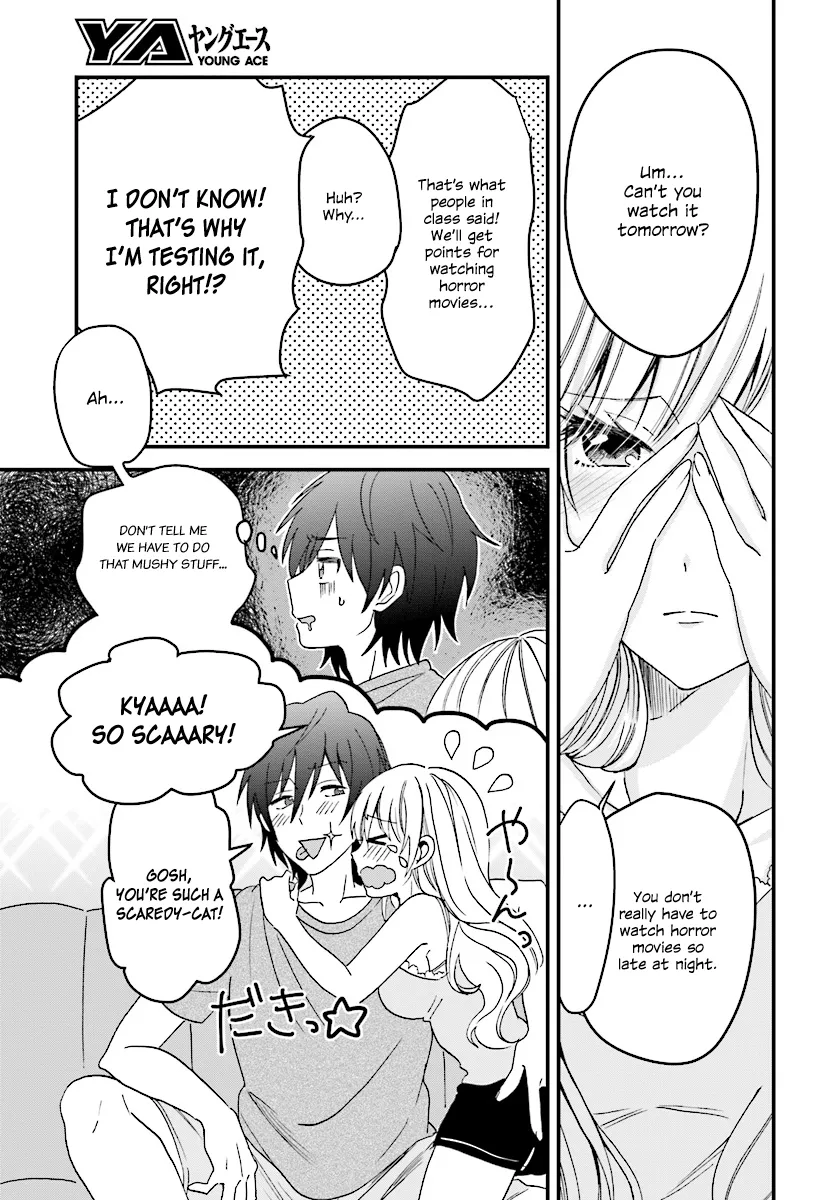 YA ヤングエース
YOUNG ACE
Um...
Can't you
watch it
tomorrow?
...
You don't
really have to
watch horror
movies so
late at night.
That's what
people in
class said!
We'll get
points for
watching
horror
movies...
Huh?
Why...
I DON'T KNOW!
THAT'S WHY
I'M TESTING IT,
RIGHT!?
Ah...
DON'T TELL ME
WE HAVE TO DO
THAT MUSHY STUFF...
KYAAAA!
SO SCAAARY!
GOSH,
YOU'RE SUCH A
SCAREDY-CAT!
や〜んっ
だきっ☆